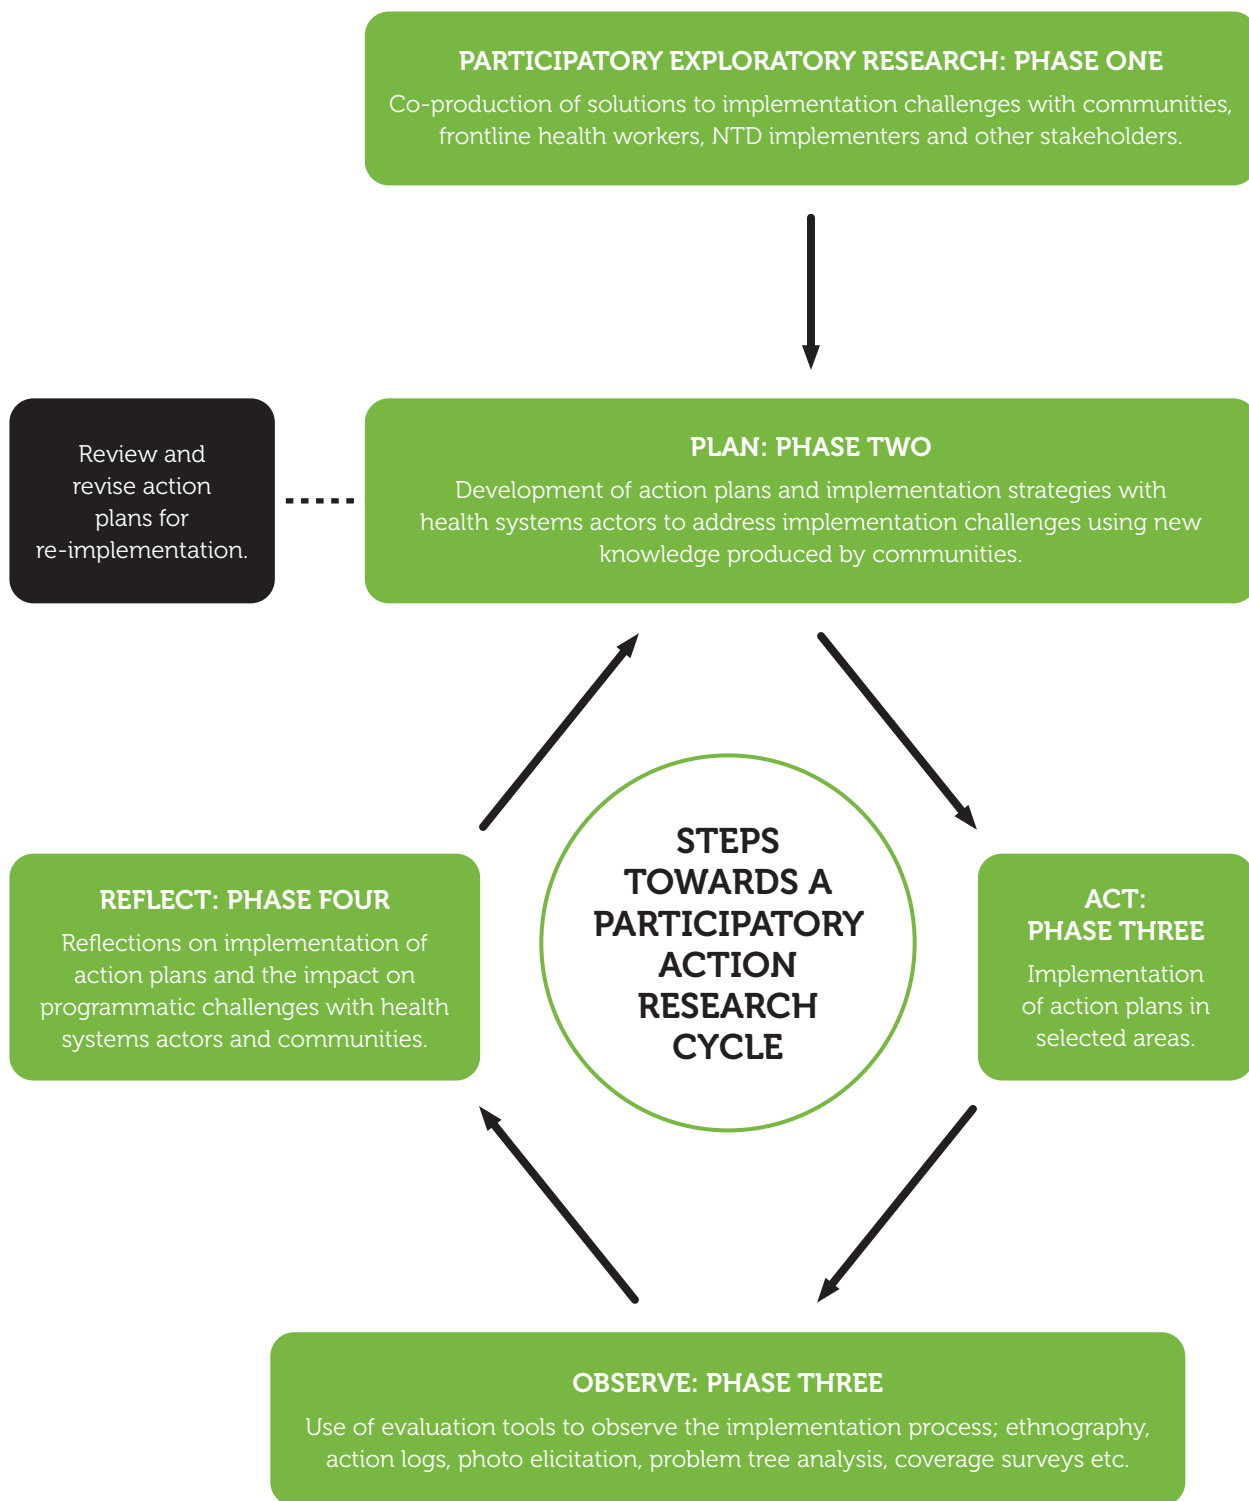 PARTICIPATORY EXPLORATORY RESEARCH: PHASE ONE
Co-production of solutions to implementation challenges with communities,
frontline health workers, NTD implementers and other stakeholders.
Review and
revise action
plans for
re-implementation.
PLAN: PHASE TWO
Development of action plans and implementation strategies with
health systems actors to address implementation challenges using new
knowledge produced by communities.
STEPS
TOWARDS A
PARTICIPATORY
ACTION
RESEARCH
CYCLE
REFLECT: PHASE FOUR
Reflections on implementation of
action plans and the impact on
programmatic challenges with health
systems actors and communities.
ACT:
PHASE THREE
Implementation
of action plans in
selected areas.
OBSERVE: PHASE THREE
Use of evaluation tools to observe the implementation process; ethnography,
action logs, photo elicitation, problem tree analysis, coverage surveys etc.